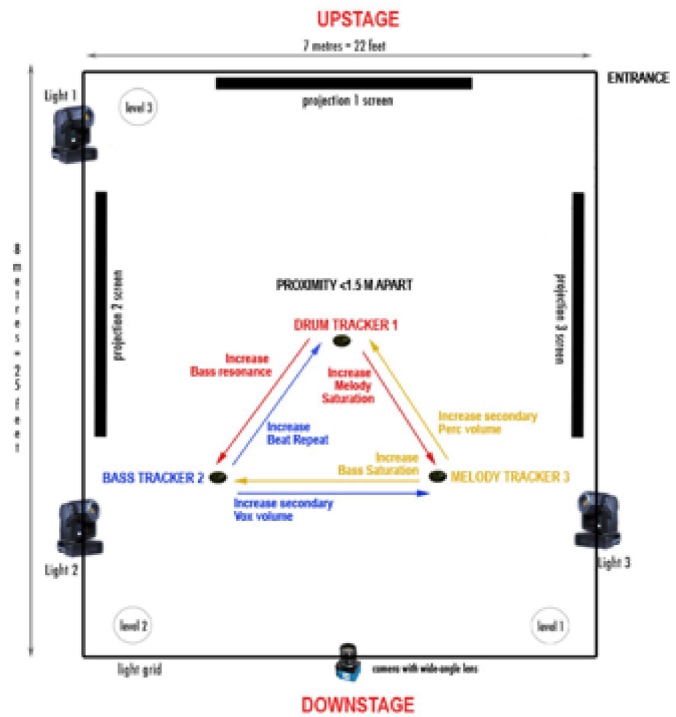 UPSTAGE
7 metres = 22 feet
ENTRANCE
Light 1
level 3
projection 1 screen
8 metres = 25 feet
projection 2 screen
projection 3 screen
PROXIMITY <1.5 M APART
DRUM TRACKER 1
Increase
Bass resonance
Increase
Melody
Saturation
Increase
Beat Repeat
Increase secondary
Perc volume
Increase
Bass Saturation
BASS TRACKER 2
MELODY TRACKER 3
Increase secondary
Vox volume
Light 2
Light 3
level 2
level 1
light grid
camera with wide-angle lens
DOWNSTAGE